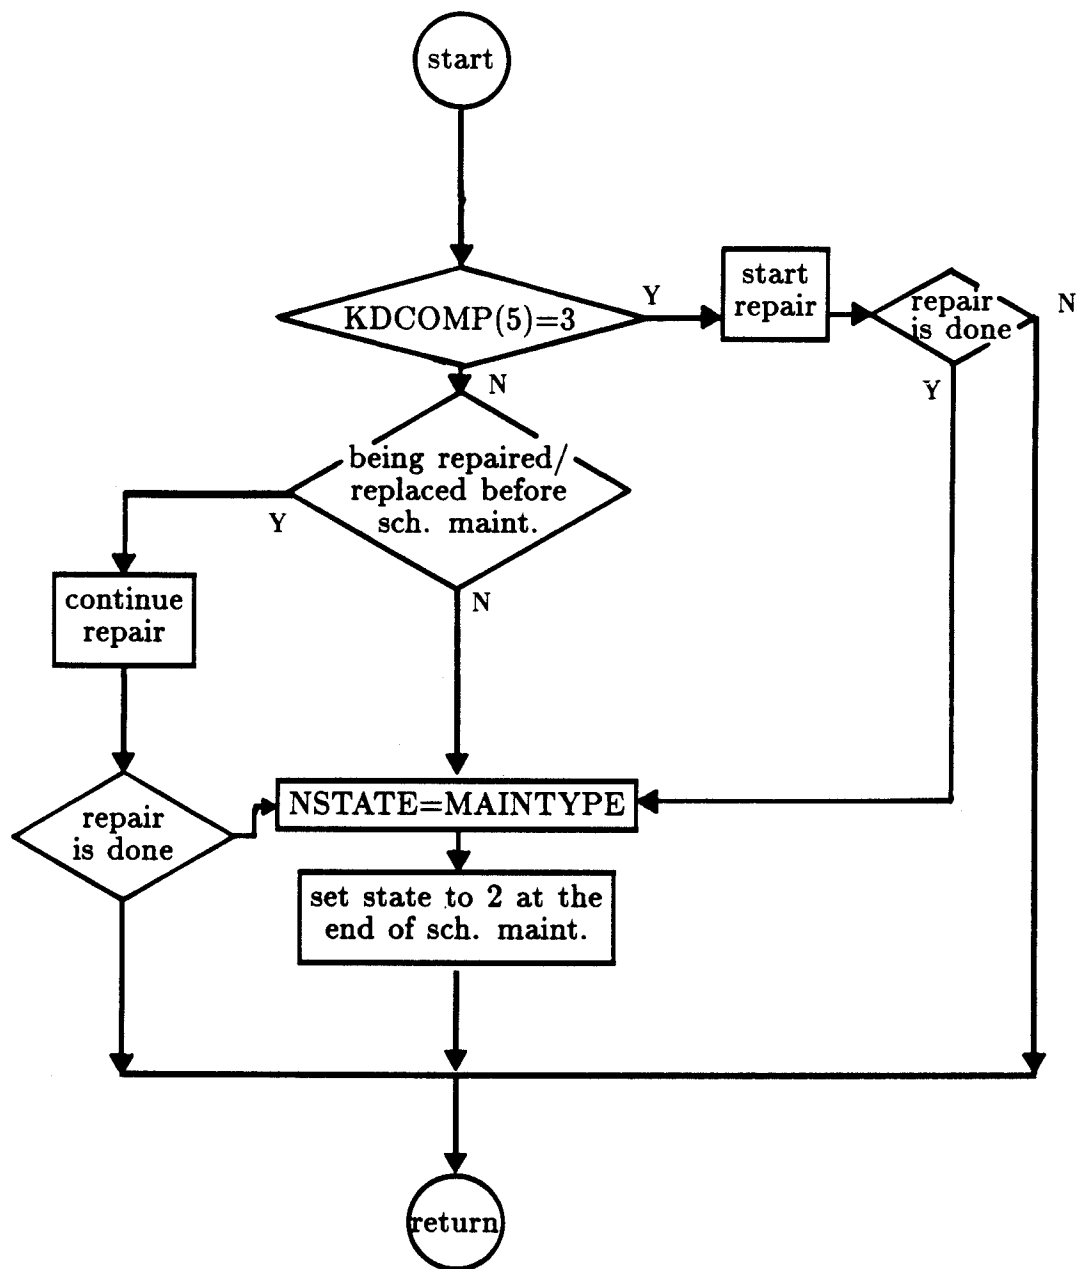 start
KDCOMP(5)=3
Y
start
repair
repair
is done
N
Y
N
being repaired/
replaced before
sch. maint.
Y
N
continue
repair
repair
is done
NSTATE=MAINTYPE
set state to 2 at the
end of sch. maint.
return